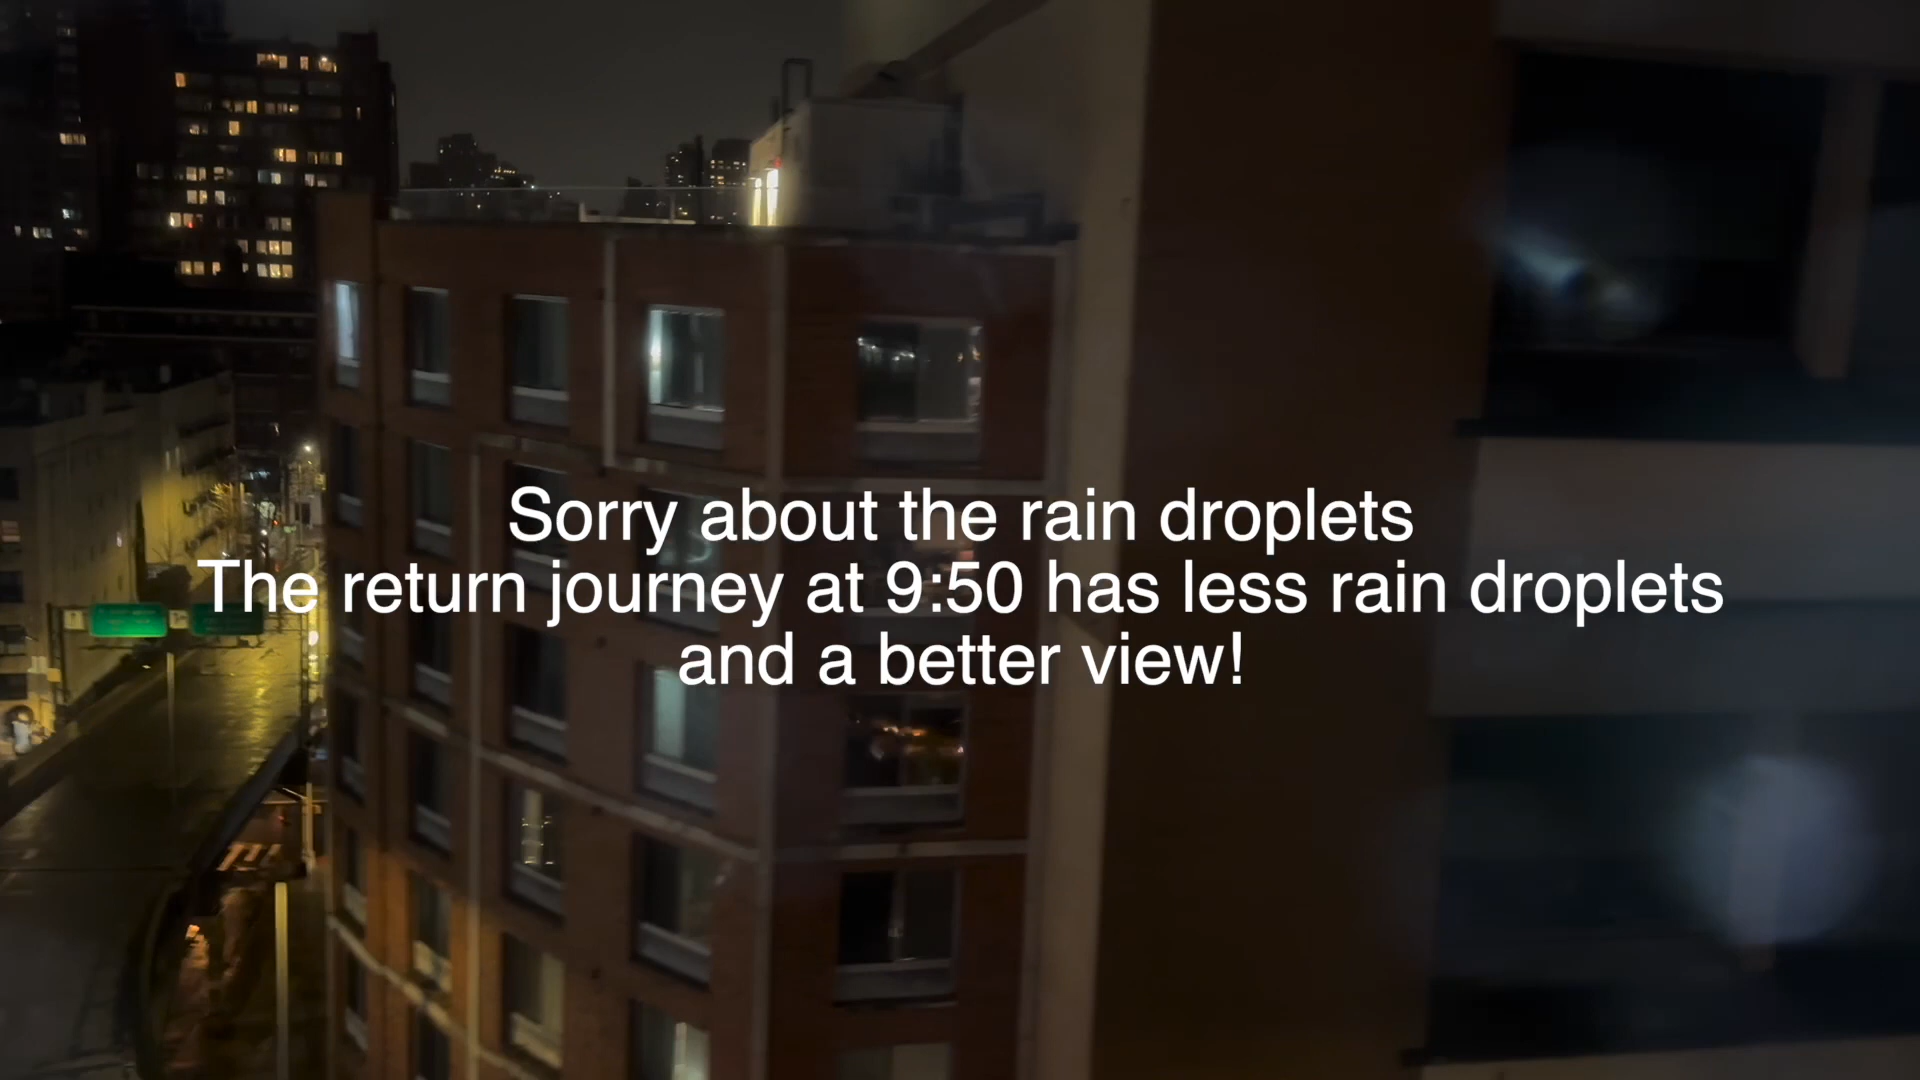 Sorry about the rain droplets
The return journey at 9:50 has less rain droplets
and a better view!